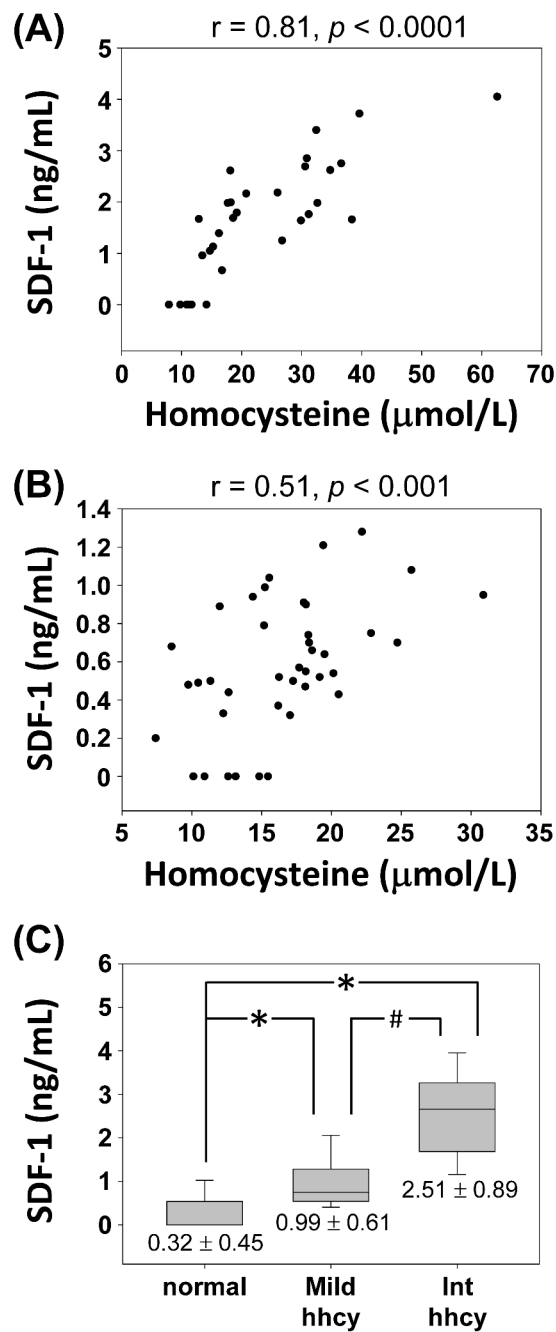 (A)
r = 0.81, p < 0.0001
5
4
3
2
1
0
SDF-1 (ng/mL)
0 10 20 30 40 50 60 70
Homocysteine (μmol/L)
(B)
r = 0.51, p < 0.001
1.4
1.2
1.0
0.8
0.6
0.4
0.2
0
SDF-1 (ng/mL)
5 10 15 20 25 30 35
Homocysteine (μmol/L)
(C)
6
5
4
3
2
1
0
SDF-1 (ng/mL)
*
* #
2.51 ± 0.89
0.99 ± 0.61
0.32 ± 0.45
normal Mild Int
hhcy hhcy